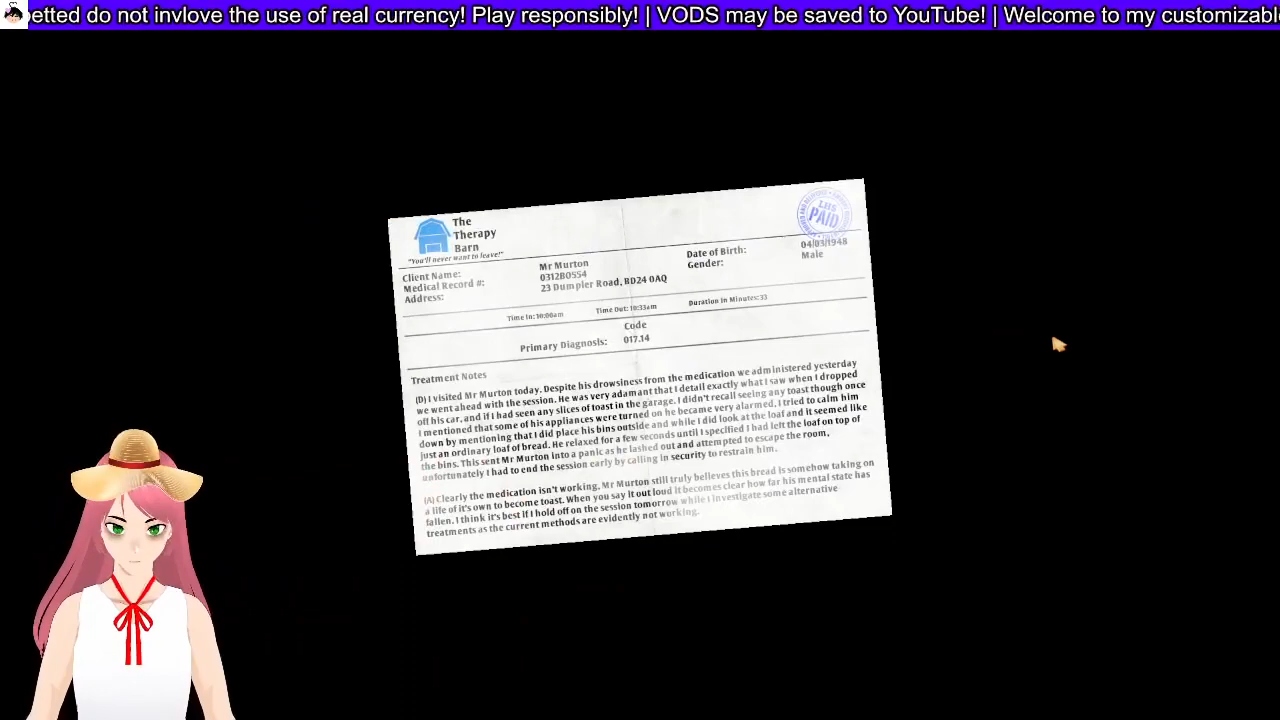 petted do not invlove the use of real currency! Play responsibly! | VODS may be saved to YouTube! | Welcome to my customizabl
The
Therapy
Barn
"You'll never want to leave!"
LHS
PAID
Client Name: Mr Murton Date of Birth: 04/03/1948
Medical Record #: 0312B0554 Gender: Male
Address: 23 Dumpler Road, BD24 0AQ
Time In: 10:00am Time Out: 10:33am Duration in Minutes: 33
Code
Primary Diagnosis: 017.14
Treatment Notes
(D) I visited Mr Murton today. Despite his drowsiness from the medication we administered yesterday
we went ahead with the session. He was very adamant that I detail exactly what I saw when I dropped
off his car, and if I had seen any slices of toast in the garage. I didn't recall seeing any toast though once
I mentioned that some of his appliances were turned on he became very alarmed. I tried to calm him
down by mentioning that I did place his bins outside and while I did look at the loaf and it seemed like
just an ordinary loaf of bread. He relaxed for a few seconds until I specified I had left the loaf on top of
the bins. This sent Mr Murton into a panic as he lashed out and attempted to escape the room,
unfortunately I had to end the session early by calling in security to restrain him.
(A) Clearly the medication isn't working, Mr Murton still truly believes this bread is somehow taking on
a life of it's own to become toast. When you say it out loud it becomes clear how far his mental state has
fallen. I think it's best if I hold off on the session tomorrow while I investigate some alternative
treatments as the current methods are evidently not working.